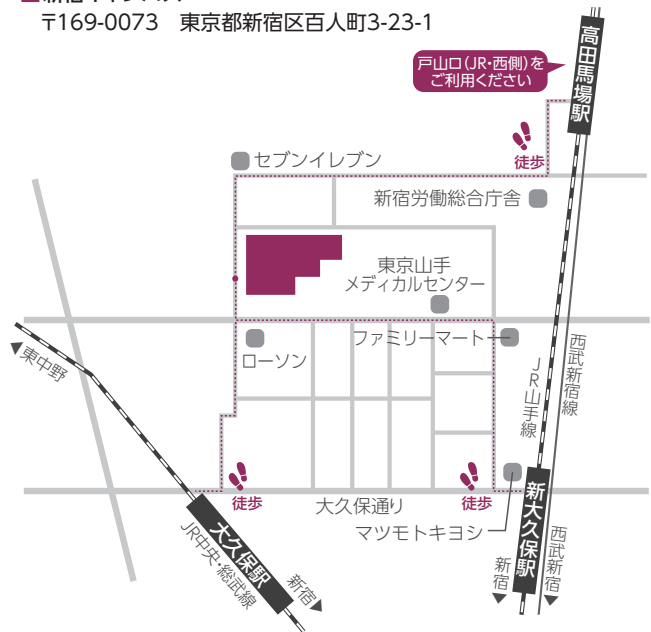 〒169-0073　東京都新宿区百人町3-23-1
戸山口（JR・西側）を
ご利用ください
高田馬場駅
徒歩
セブンイレブン
新宿労働総合庁舎
東京山手
メディカルセンター
ファミリーマート
ローソン
東中野
西武新宿線
JR山手線
徒歩
徒歩
大久保通り
マツモトキヨシ
新大久保駅
大久保駅
JR中央・総武線
新宿
新宿
西武新宿